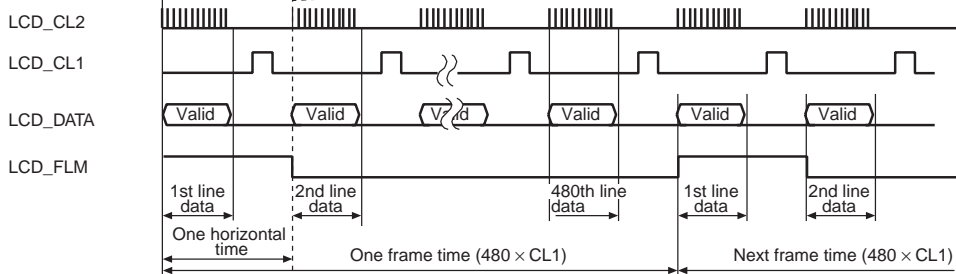 LCD_CL2
LCD_CL1
LCD_DATA
Valid
Valid
Valid
Valid
Valid
Valid
LCD_FLM
1st line
data
2nd line
data
480th line
data
1st line
data
2nd line
data
One horizontal
time
One frame time (480 × CL1)
Next frame time (480 × CL1)